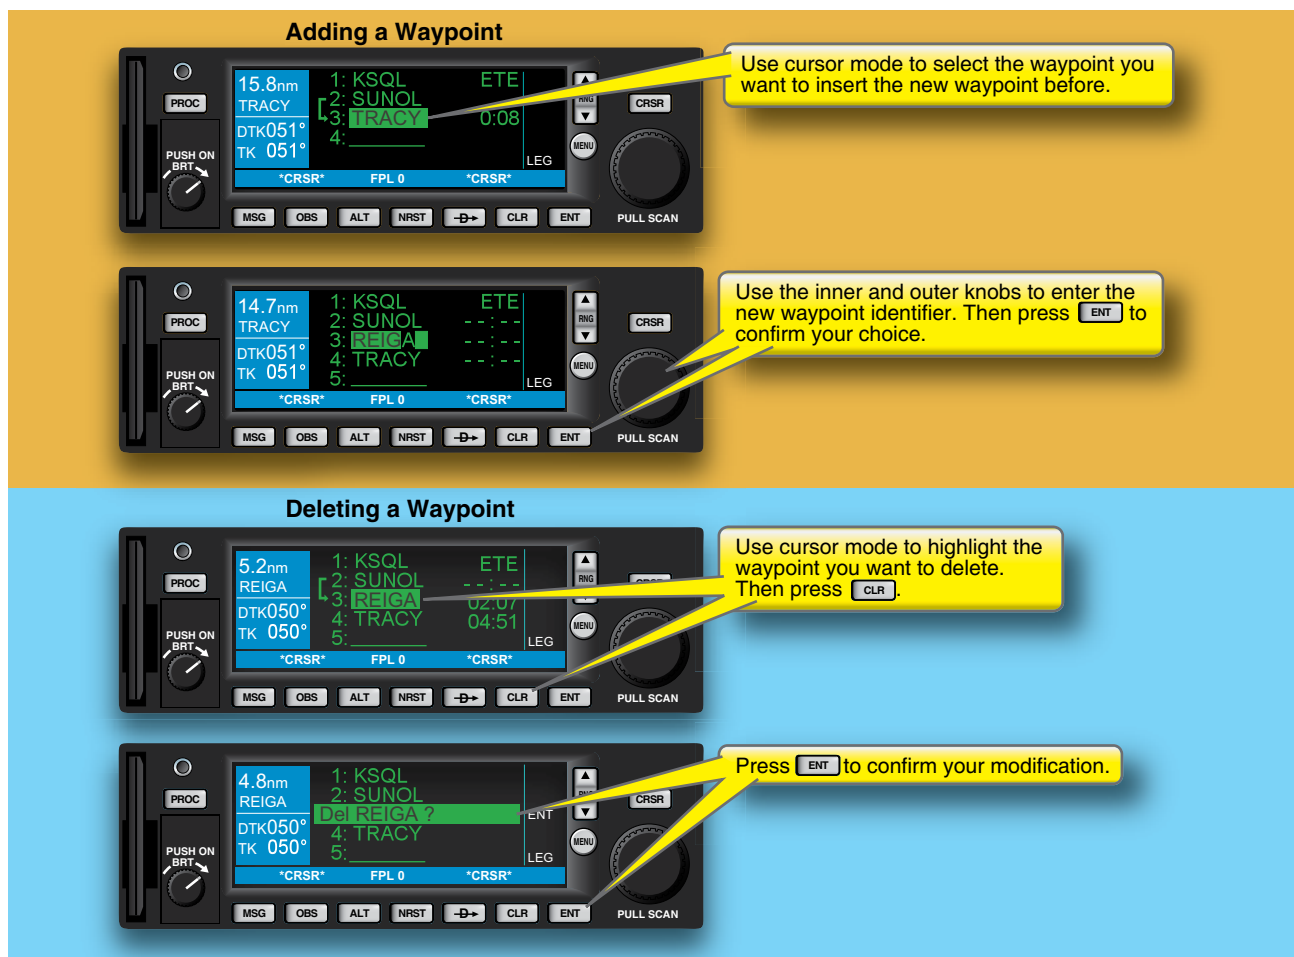 Adding a Waypoint
PROC
PUSH ON
BRT
15.8nm
TRACY
DTK051°
TK 051°
1: KSQL ETE
2: SUNOL
3: TRACY 0:08
4: ________
LEG
*CRSR* FPL 0 *CRSR*
RNG
MENU
CRSR
MSG OBS ALT NRST D CLR ENT
PULL SCAN
Use cursor mode to select the waypoint you
want to insert the new waypoint before.
PROC
PUSH ON
BRT
14.7nm
TRACY
DTK051°
TK 051°
1: KSQL ETE
2: SUNOL --:--
3: REIGA --:--
4: TRACY --:--
5: ________
LEG
*CRSR* FPL 0 *CRSR*
RNG
MENU
CRSR
MSG OBS ALT NRST D CLR ENT
PULL SCAN
Use the inner and outer knobs to enter the
new waypoint identifier. Then press ENT to
confirm your choice.
Deleting a Waypoint
PROC
PUSH ON
BRT
5.2nm
REIGA
DTK050°
TK 050°
1: KSQL ETE
2: SUNOL --:--
3: REIGA 02:07
4: TRACY 04:51
5: ________
LEG
*CRSR* FPL 0 *CRSR*
RNG
MENU
MSG OBS ALT NRST D CLR ENT
PULL SCAN
Use cursor mode to highlight the
waypoint you want to delete.
Then press CLR.
PROC
PUSH ON
BRT
4.8nm
REIGA
DTK050°
TK 050°
1: KSQL
2: SUNOL
Del REIGA ?
ENT
4: TRACY
5: ________
LEG
*CRSR* FPL 0 *CRSR*
MENU
CRSR
MSG OBS ALT NRST D CLR ENT
PULL SCAN
Press ENT to confirm your modification.